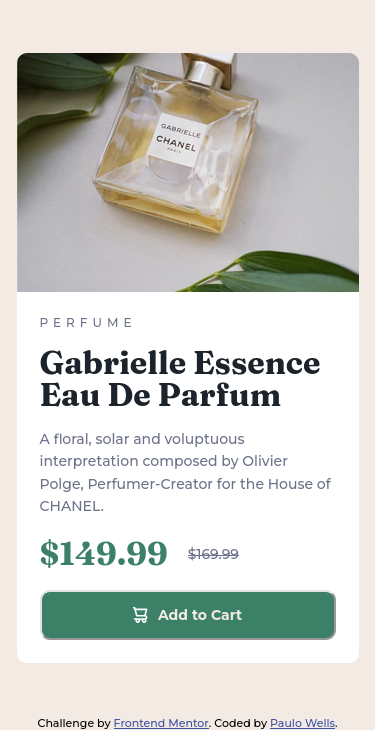 GABRIELLE
CHANEL
PARIS
PERFUME
Gabrielle Essence
Eau De Parfum
A floral, solar and voluptuous
interpretation composed by Olivier
Polge, Perfumer-Creator for the House of
CHANEL.
$149.99 $169.99
Add to Cart
Challenge by Frontend Mentor. Coded by Paulo Wells.